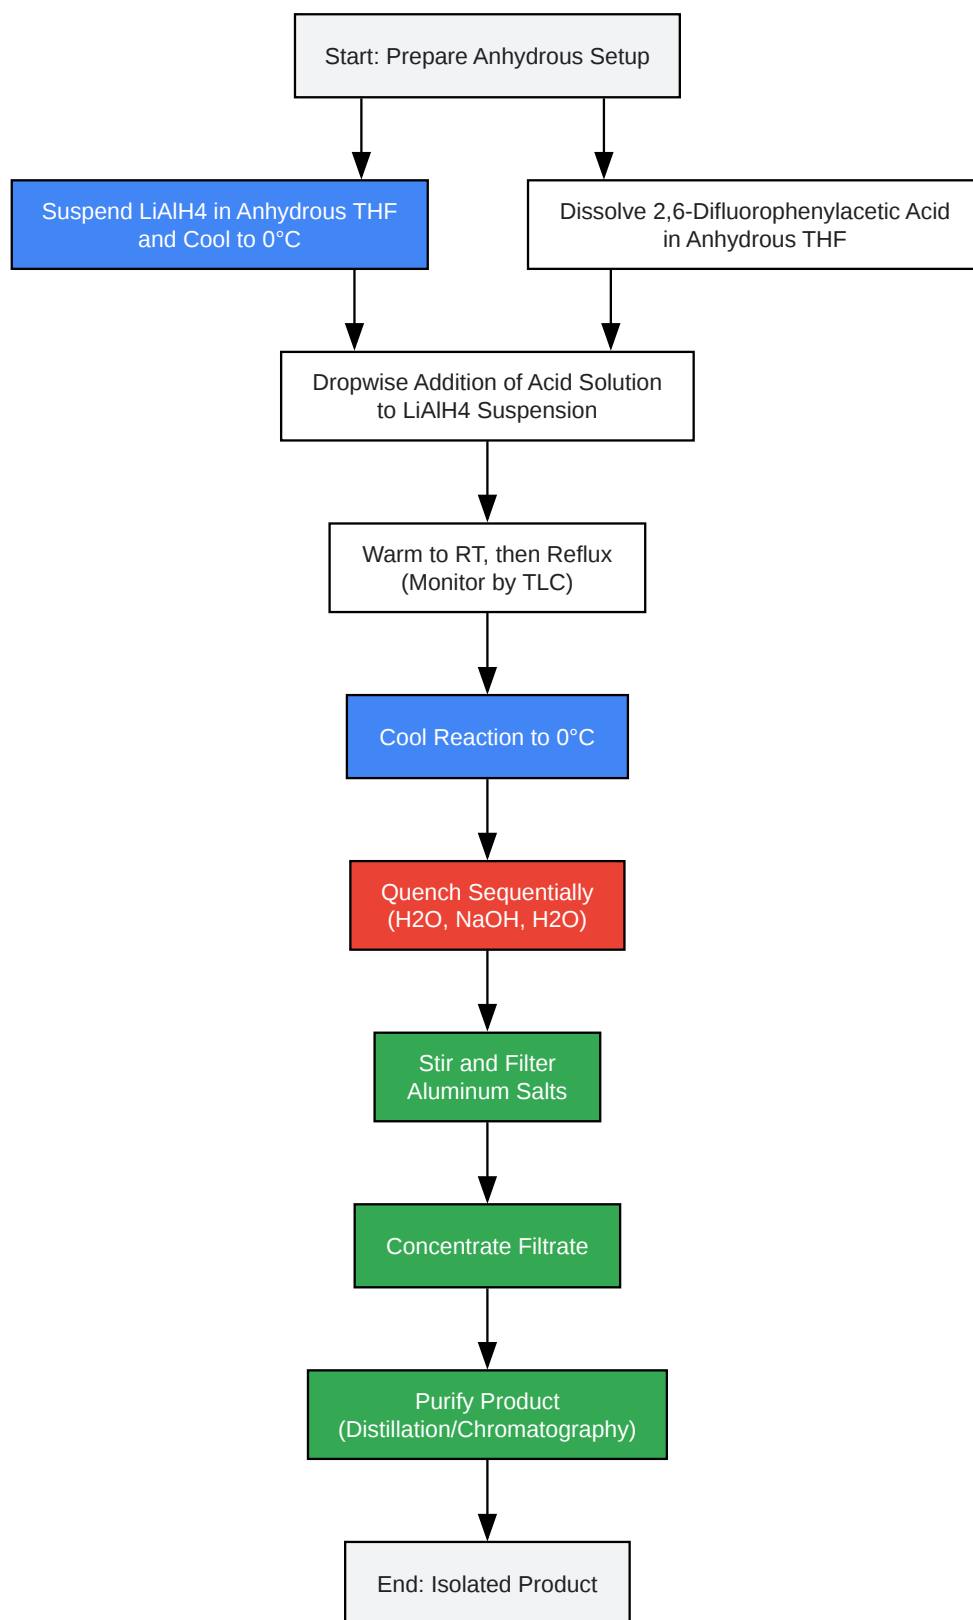 Start: Prepare Anhydrous Setup
Suspend LiAlH4 in Anhydrous THF
and Cool to 0°C
Dissolve 2,6-Difluorophenylacetic Acid
in Anhydrous THF
Dropwise Addition of Acid Solution
to LiAlH4 Suspension
Warm to RT, then Reflux
(Monitor by TLC)
Cool Reaction to 0°C
Quench Sequentially
(H2O, NaOH, H2O)
Stir and Filter
Aluminum Salts
Concentrate Filtrate
Purify Product
(Distillation/Chromatography)
End: Isolated Product